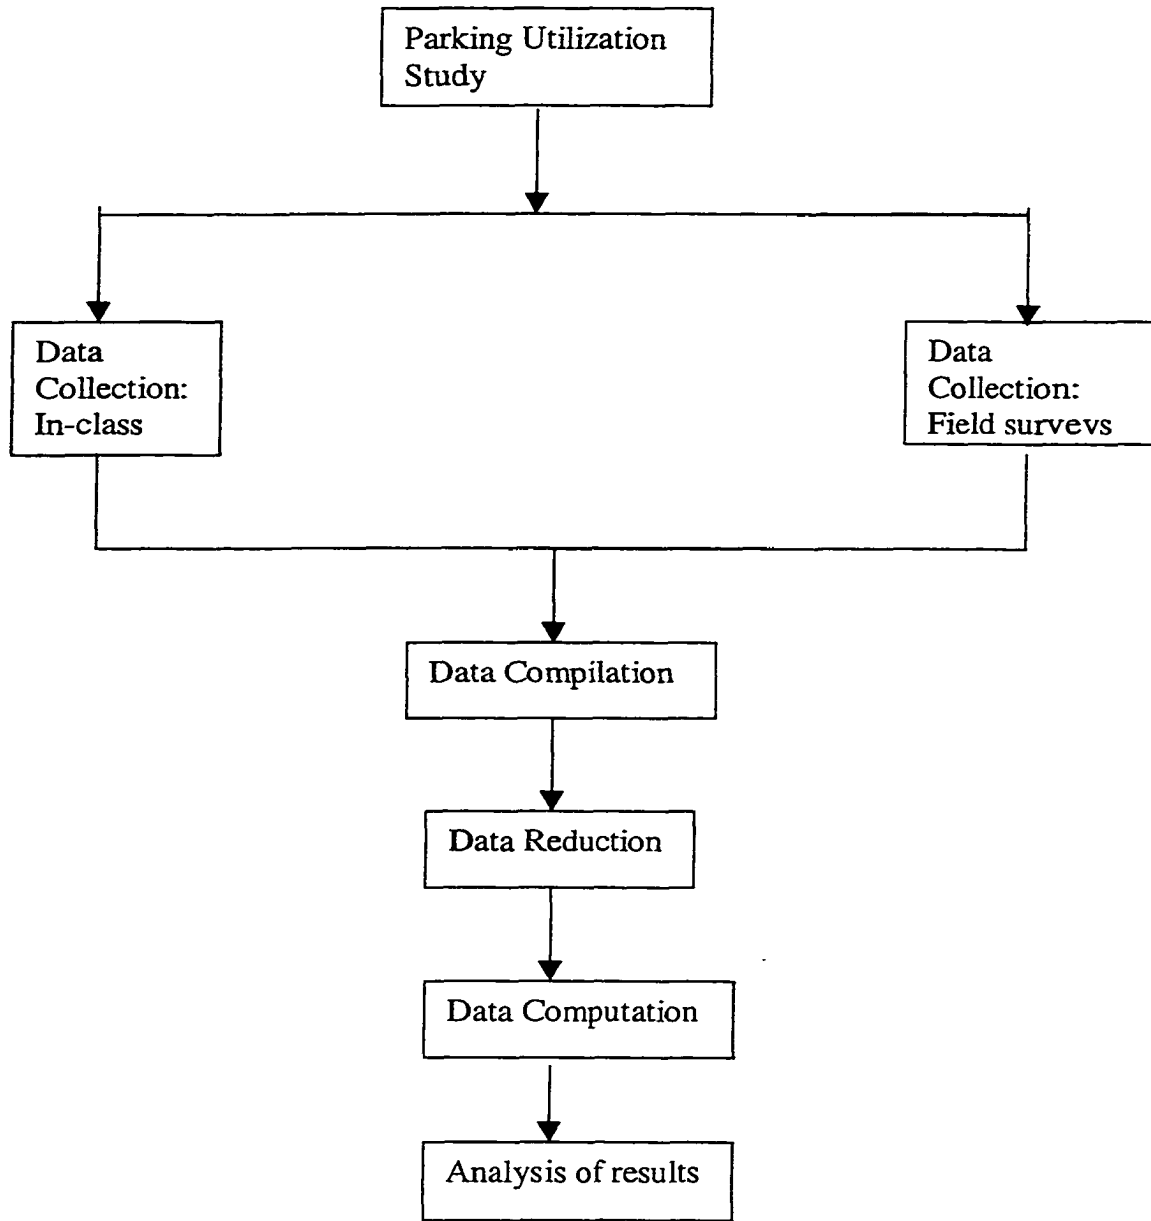 Parking Utilization
Study
Data
Collection:
In-class
Data
Collection:
Field surveys
Data Compilation
Data Reduction
Data Computation
Analysis of results